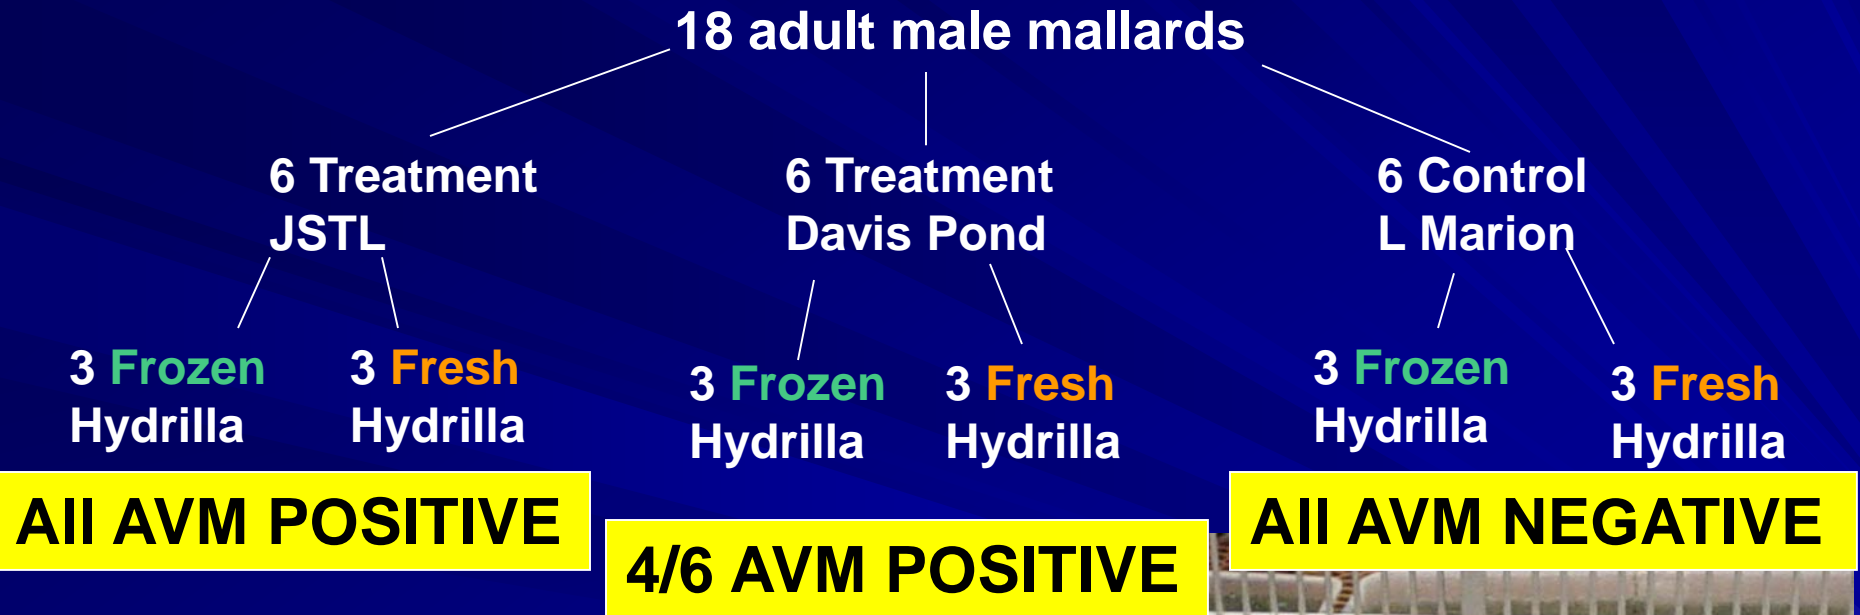 18 adult male mallards
6 Treatment
JSTL
6 Treatment
Davis Pond
6 Control
L Marion
3 Frozen
Hydrilla
3 Fresh
Hydrilla
3 Frozen
Hydrilla
3 Fresh
Hydrilla
3 Frozen
Hydrilla
3 Fresh
Hydrilla
All AVM POSITIVE
4/6 AVM POSITIVE
All AVM NEGATIVE